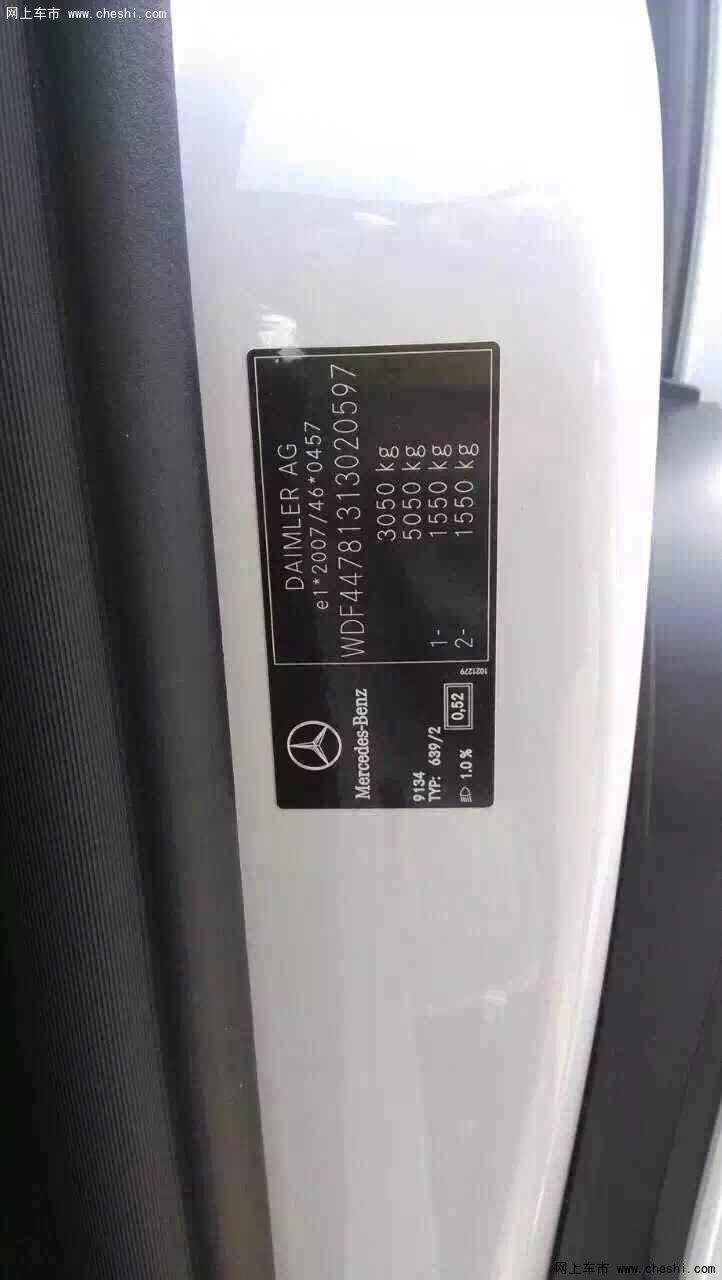 网上车市 www.cheshi.com
DAIMLER AG
e1*2007/46*0457
WDF44781313020597
3050 kg
5050 kg
1- 1550 kg
2- 1550 kg
Mercedes-Benz
9134
TYP: 639/2
1.0 % 0,52
1021279
网上车市 www.cheshi.com